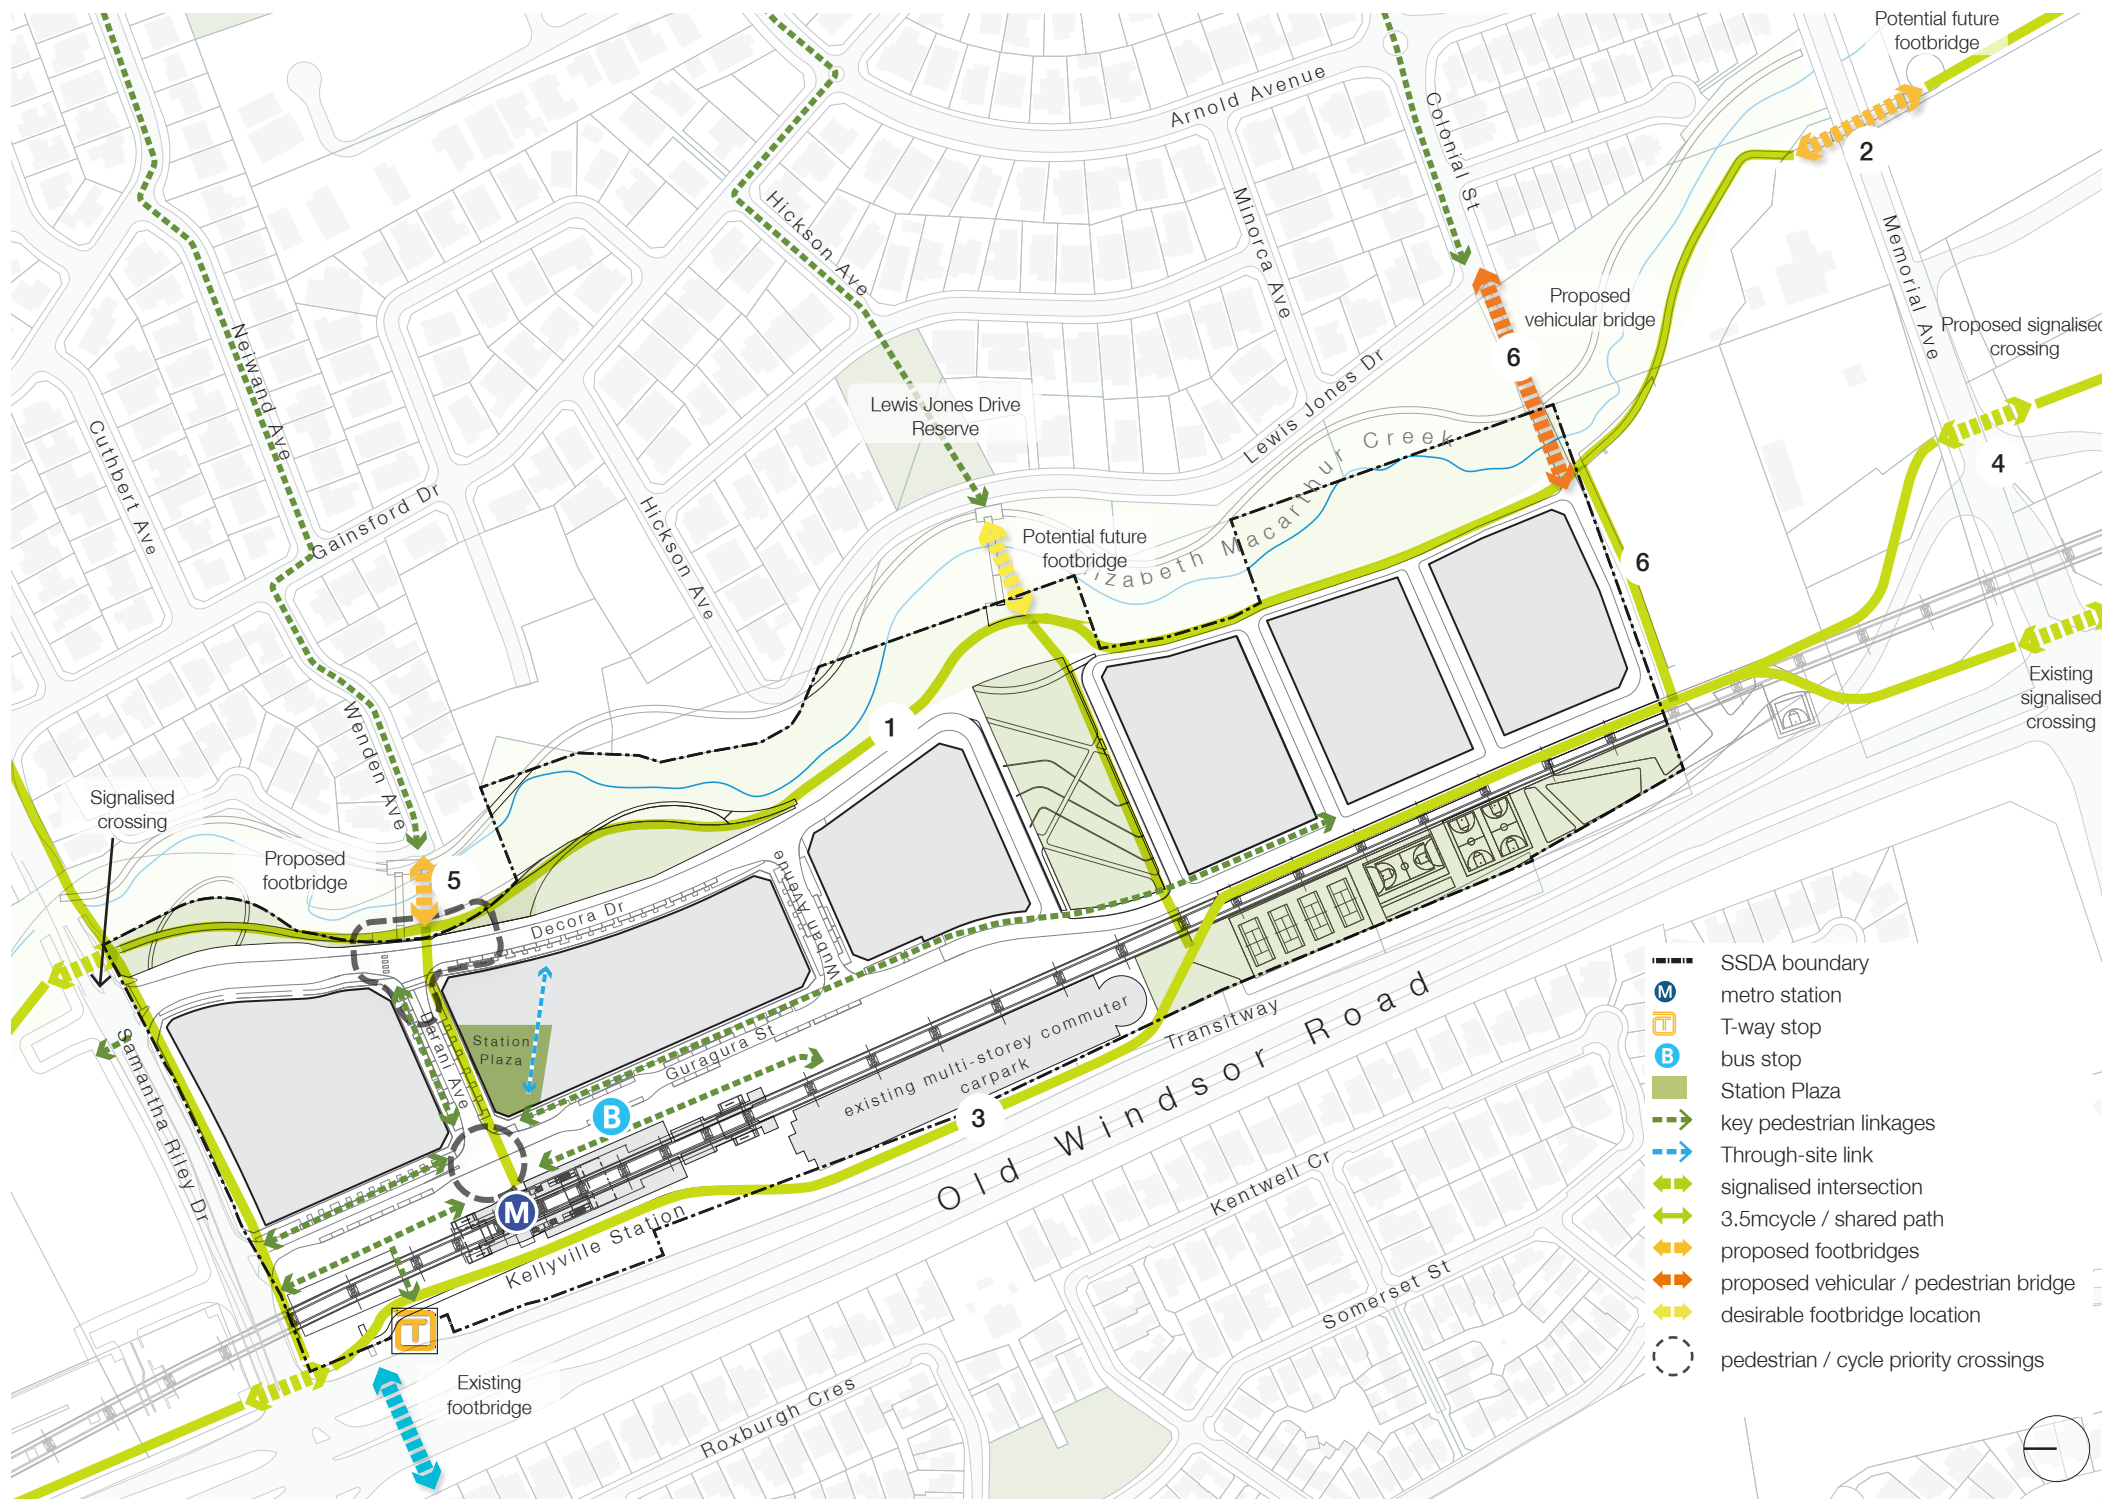 Potential future
footbridge
Arnold Avenue
Colonial St
2
Hickson Ave
Minorca Ave
Memorial Ave
Proposed
vehicular bridge
Proposed signalised
crossing
Neiwand Ave
6
Lewis Jones Dr
Lewis Jones Drive
Reserve
Cuthbert Ave
Elizabeth Macarthur Creek
4
Gainsford Dr
Hickson Ave
Potential future
footbridge
6
Existing
signalised
crossing
Wenden Ave
1
Signalised
crossing
Proposed
footbridge
5
Decora Dr
Wuban Avenue
Station
Plaza
Darani Ave
Guragura St
Samantha Riley Dr
B
existing multi-storey commuter
carpark
Transitway
Old Windsor Road
3
M
Kellyville Station
Kentwell Cr
Somerset St
T
Existing
footbridge
Roxburgh Cres
SSDA boundary
M metro station
T T-way stop
B bus stop
Station Plaza
key pedestrian linkages
Through-site link
signalised intersection
3.5mcycle / shared path
proposed footbridges
proposed vehicular / pedestrian bridge
desirable footbridge location
pedestrian / cycle priority crossings